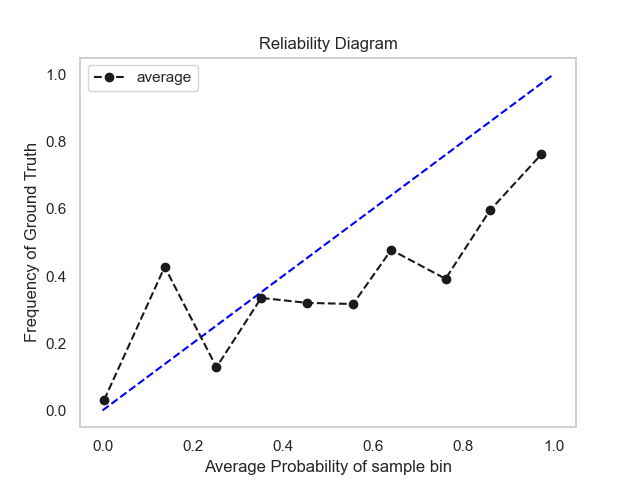 Reliability Diagram
average
Frequency of Ground Truth
1.0
0.8
0.6
0.4
0.2
0.0
0.0 0.2 0.4 0.6 0.8 1.0
Average Probability of sample bin